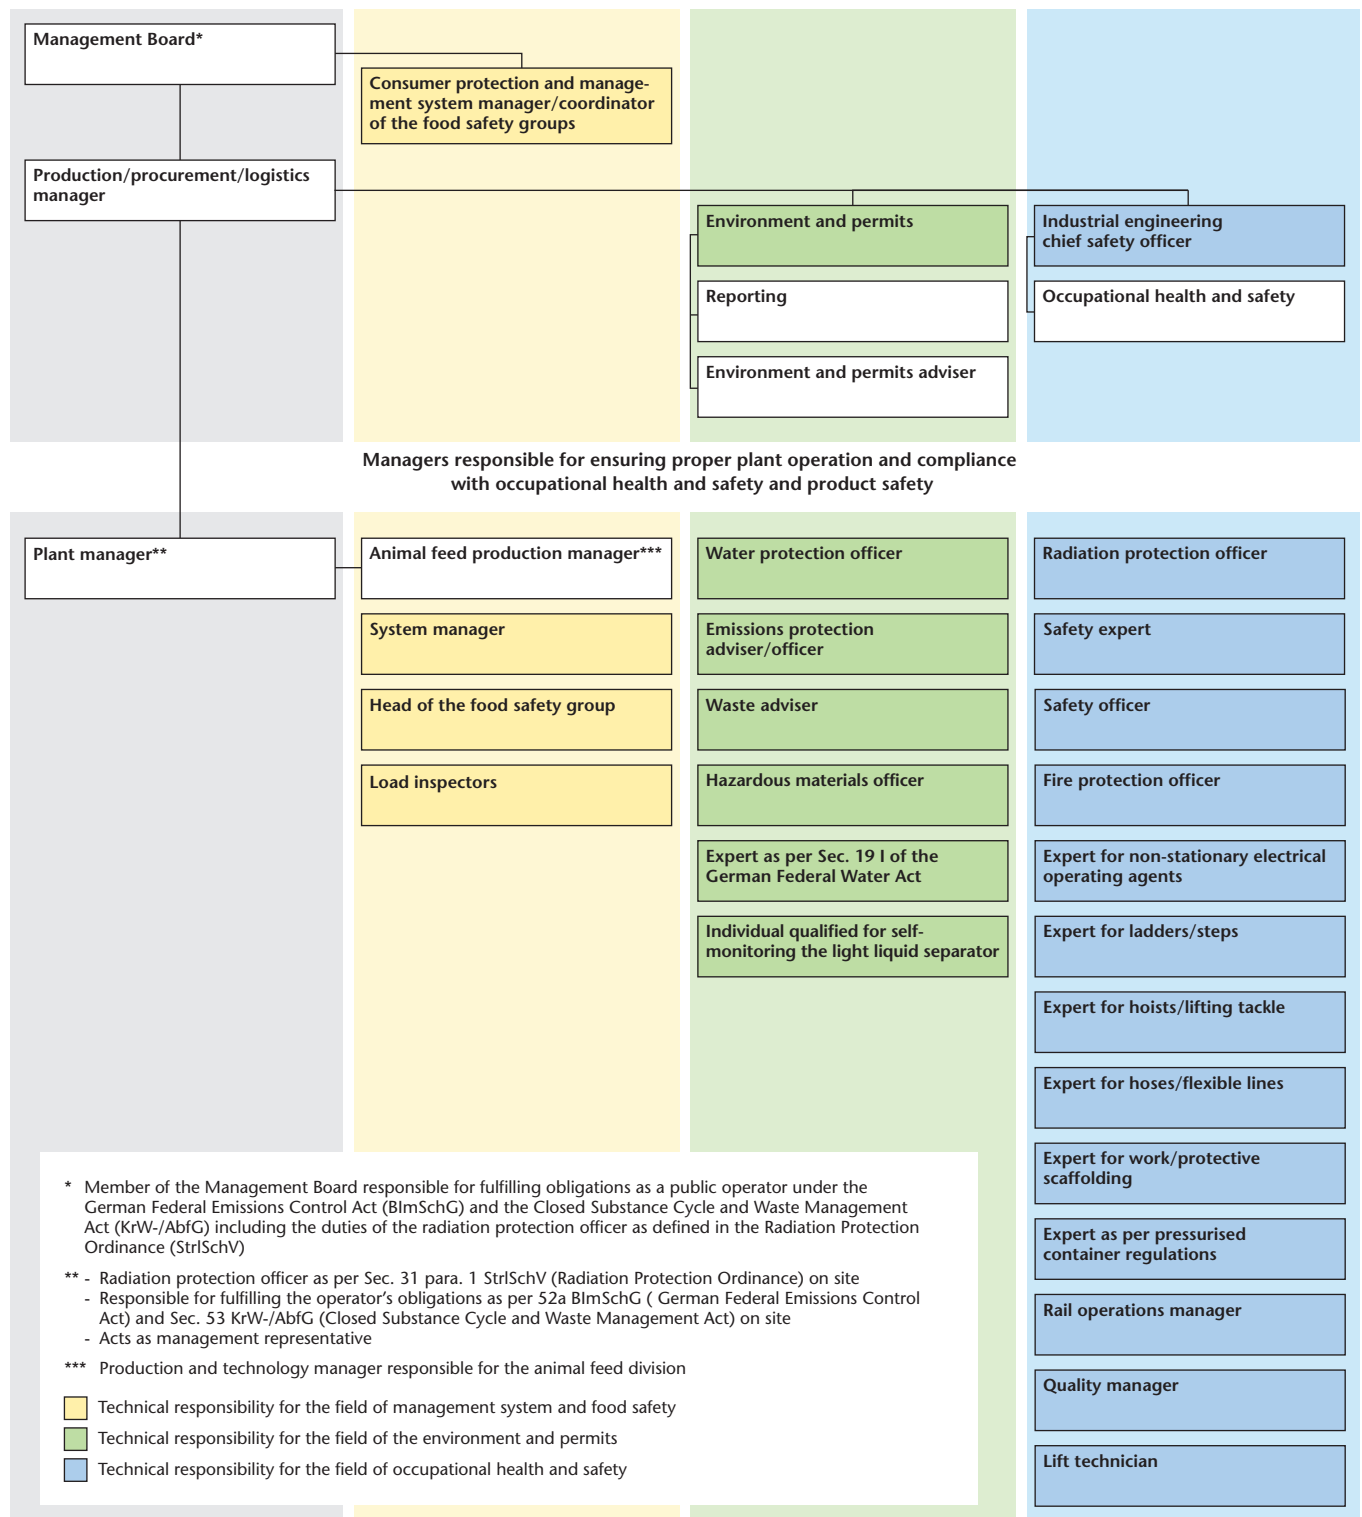 Management Board*
Consumer protection and manage-
ment system manager/coordinator
of the food safety groups
Production/procurement/logistics
manager
Environment and permits
Reporting
Environment and permits adviser
Industrial engineering
chief safety officer
Occupational health and safety
Managers responsible for ensuring proper plant operation and compliance
with occupational health and safety and product safety
Plant manager**
Animal feed production manager***
System manager
Head of the food safety group
Load inspectors
Water protection officer
Emissions protection
adviser/officer
Waste adviser
Hazardous materials officer
Expert as per Sec. 19 I of the
German Federal Water Act
Individual qualified for self-
monitoring the light liquid separator
Radiation protection officer
Safety expert
Safety officer
Fire protection officer
Expert for non-stationary electrical
operating agents
Expert for ladders/steps
Expert for hoists/lifting tackle
Expert for hoses/flexible lines
Expert for work/protective
scaffolding
Expert as per pressurised
container regulations
Rail operations manager
Quality manager
Lift technician
* Member of the Management Board responsible for fulfilling obligations as a public operator under the
German Federal Emissions Control Act (BImSchG) and the Closed Substance Cycle and Waste Management
Act (KrW-/AbfG) including the duties of the radiation protection officer as defined in the Radiation Protection
Ordinance (StrlSchV)
** - Radiation protection officer as per Sec. 31 para. 1 StrlSchV (Radiation Protection Ordinance) on site
- Responsible for fulfilling the operator's obligations as per 52a BImSchG ( German Federal Emissions Control
Act) and Sec. 53 KrW-/AbfG (Closed Substance Cycle and Waste Management Act) on site
- Acts as management representative
*** Production and technology manager responsible for the animal feed division
Technical responsibility for the field of management system and food safety
Technical responsibility for the field of the environment and permits
Technical responsibility for the field of occupational health and safety